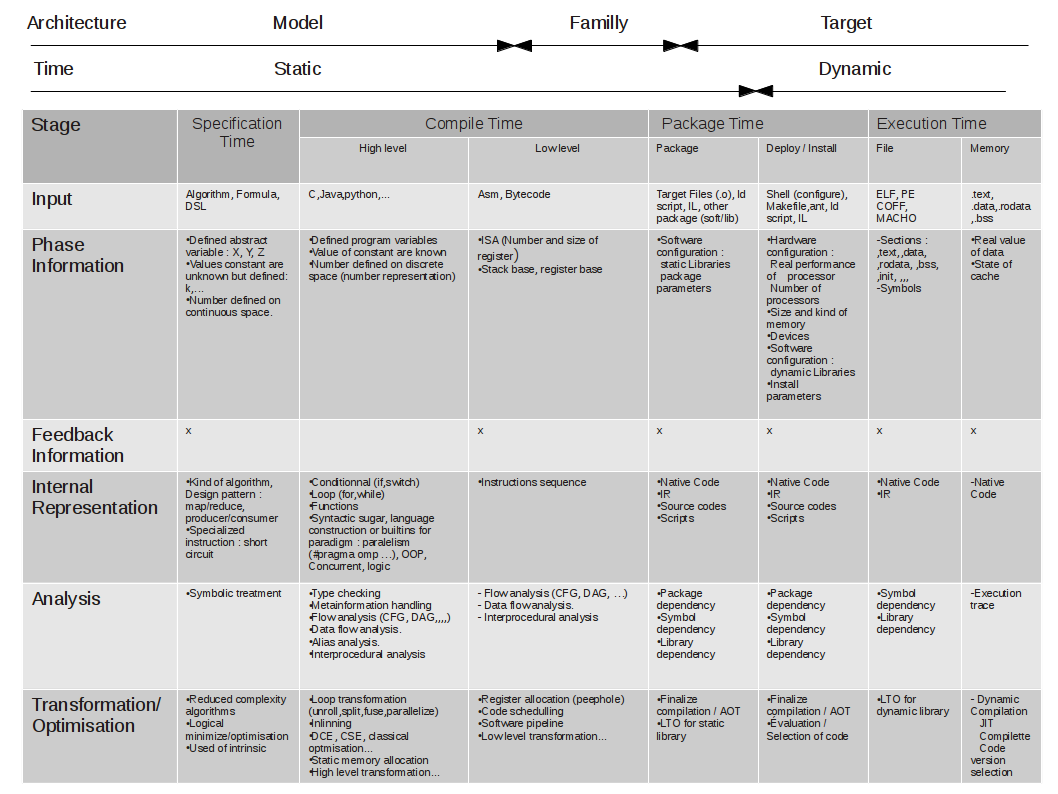 Architecture Model Familly Target
Time Static Dynamic
Stage
Specification
Time
Compile Time
Package Time
Execution Time
High level
Low level
Package
Deploy / Install
File
Memory
Input
Algorithm, Formula,
DSL
C,Java,python,...
Asm, Bytecode
Target Files (.o), ld
script, IL, other
package (soft/lib)
Shell (configure),
Makefile,ant, ld
script, IL
ELF, PE
COFF,
MACHO
.text,
.data,.rodata
,.bss
Phase
Information
•Defined abstract
variable : X, Y, Z
•Values constant are
unknown but defined:
k,...
•Number defined on
continuous space.
•Defined program variables
•Value of constant are known
•Number defined on discrete
space (number representation)
•ISA (Number and size of
register)
•Stack base, register base
•Software
configuration :
static Libraries
package
parameters
•Hardware
configuration :
Real performance
of processor
Number of
processors
•Size and kind of
memory
•Devices
•Software
configuration :
dynamic Libraries
•Install
parameters
-Sections :
,text,,data,
,rodata, ,bss,
,init, ,,,
-Symbols
•Real value
of data
•State of
cache
Feedback
Information
x
x
x
x
x
x
Internal
Representation
•Kind of algorithm,
Design pattern :
map/reduce,
producer/consumer
•Specialized
instruction : short
circuit
•Conditionnal (if,switch)
•Loop (for,while)
•Functions
•Syntactic sugar, language
construction or builtins for
paradigm : paralelism
(#pragma omp ...), OOP,
Concurrent, logic
•Instructions sequence
•Native Code
•IR
•Source codes
•Scripts
•Native Code
•IR
•Source codes
•Scripts
•Native Code
•IR
-Native
Code
Analysis
•Symbolic treatment
•Type checking
•Metainformation handling
•Flow analysis (CFG, DAG,,,,)
•Data flow analysis.
•Alias analysis.
•Interprocedural analysis
- Flow analysis (CFG, DAG, ...)
- Data flow analysis.
- Interprocedural analysis
•Package
dependency
•Symbol
dependency
•Library
dependency
•Package
dependency
•Symbol
dependency
•Library
dependency
•Symbol
dependency
•Library
dependency
-Execution
trace
Transformation/
Optimisation
•Reduced complexity
algorithms
•Logical
minimize/optimisation
•Used of intrinsic
•Loop transformation
(unroll,split,fuse,parallelize)
•Inlinning
•DCE, CSE, classical
optmisation...
•Static memory allocation
•High level transformation...
•Register allocation (peephole)
•Code schedulling
•Software pipeline
•Low level transformation...
•Finalize
compilation / AOT
•LTO for static
library
•Finalize
compilation / AOT
•Évaluation /
Selection of code
•LTO for
dynamic library
- Dynamic
Compilation
JIT
Compilette
Code
version
selection